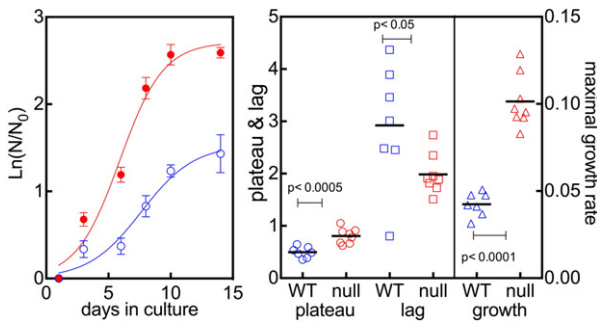 Ln(N/N0)
3
2
1
0
0
5
10
15
days in culture
plateau & lag
5
4
3
2
1
0
p< 0.0005
p<0.05
p<0.0001
WT null WT null WT null
plateau lag growth
0.15
0.10
0.05
0.00
maximal growth rate